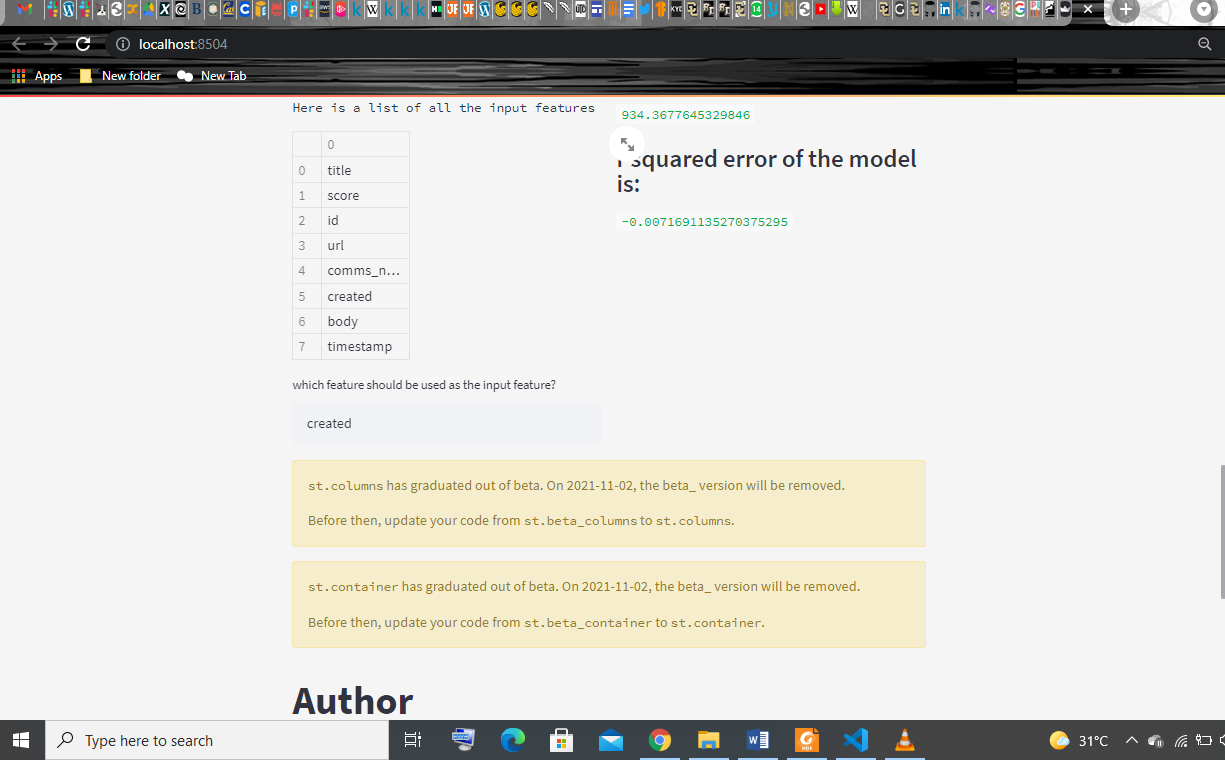 localhost:8504
Apps
New folder
New Tab
Here is a list of all the input features
0
0 title
1 score
2 id
3 url
4 comms_n...
5 created
6 body
7 timestamp
which feature should be used as the input feature?
created
934.3677645329846
squared error of the model
is:
-0.0071691135270375295
st.columns has graduated out of beta. On 2021-11-02, the beta_ version will be removed.
Before then, update your code from st.beta_columns to st.columns.
st.container has graduated out of beta. On 2021-11-02, the beta_ version will be removed.
Before then, update your code from st.beta_container to st.container.
Author
Type here to search
31°C